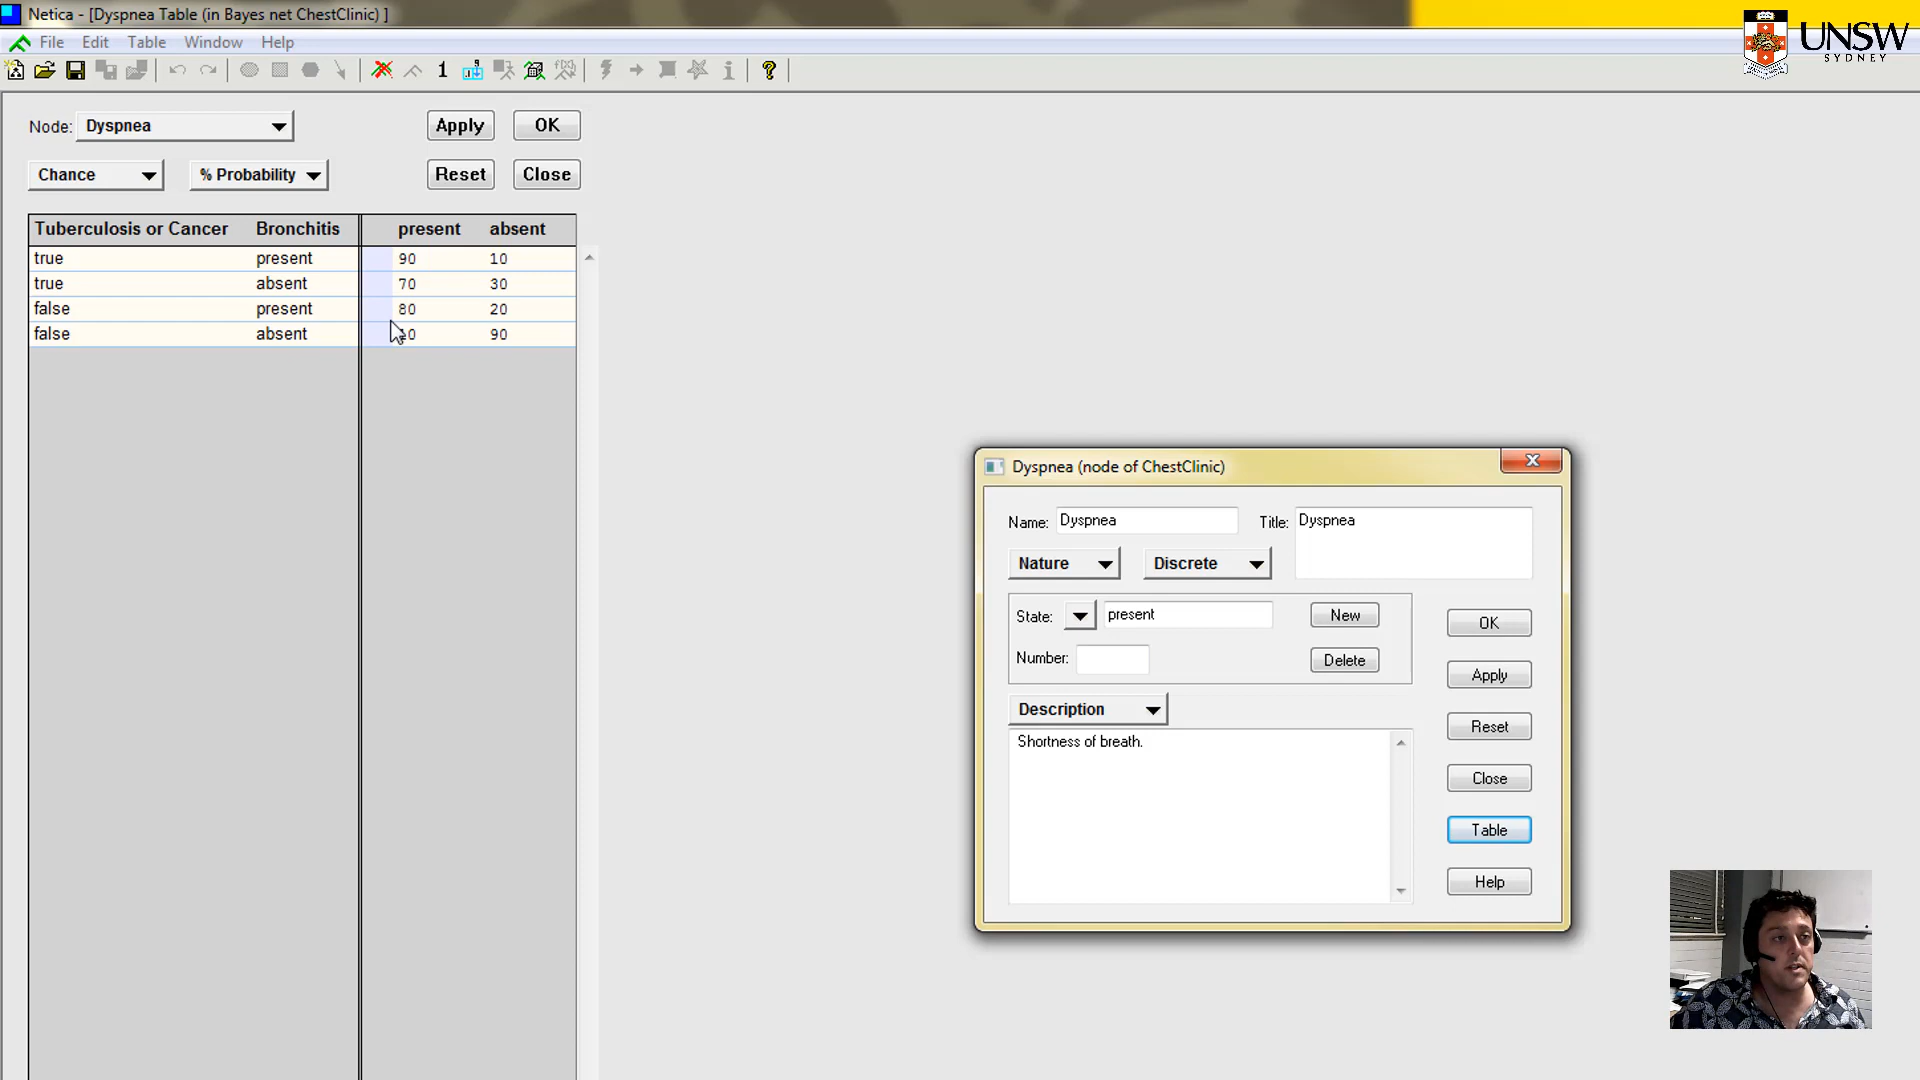 Netica - [Dyspnea Table (in Bayes net ChestClinic) ]
File Edit Table Window Help
UNSW
SYDNEY
1
Node: Dyspnea
Apply OK
Chance % Probability
Reset Close
Tuberculosis or Cancer Bronchitis present absent
true present 90 10
true absent 70 30
false present 80 20
false absent 90
Dyspnea (node of ChestClinic)
Name: Dyspnea Title: Dyspnea
Nature Discrete
State: present New
Number: Delete
Description
Shortness of breath.
OK
Apply
Reset
Close
Table
Help